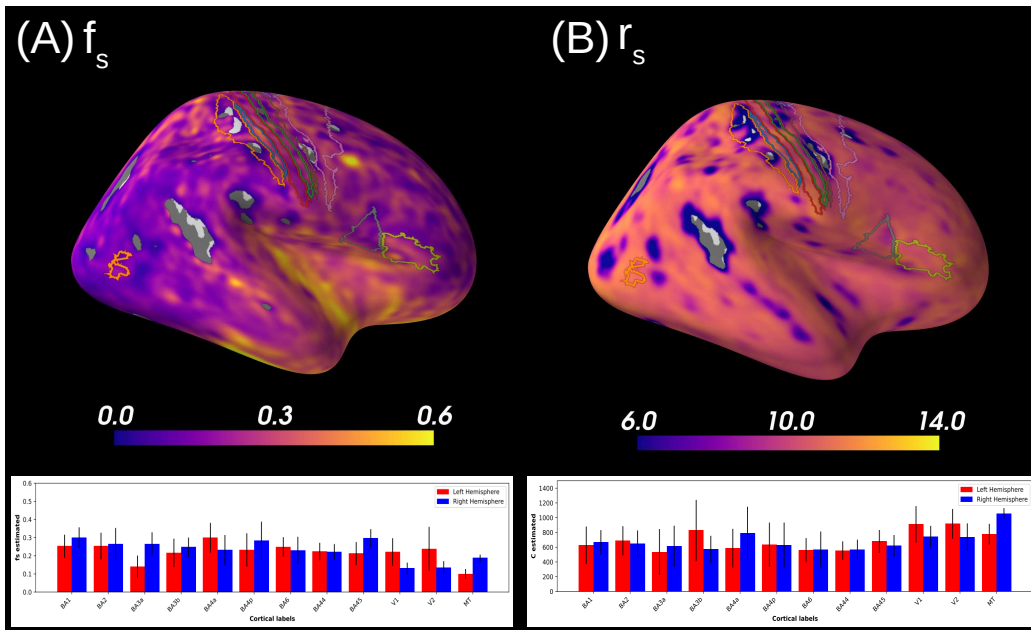 (A) fs
(B) rs
0.0 0.3 0.6
6.0 10.0 14.0
fs estimated
0.6
0.5
0.4
0.3
0.2
0.1
0.0
Left Hemisphere
Right Hemisphere
BA1 BA2 BA3a BA3b BA4a BA4p BA6 BA44 BA45 V1 V2 MT
Cortical labels
C estimated
1400
1200
1000
800
600
400
200
0
Left Hemisphere
Right Hemisphere
BA1 BA2 BA3a BA3b BA4a BA4p BA6 BA44 BA45 V1 V2 MT
Cortical labels